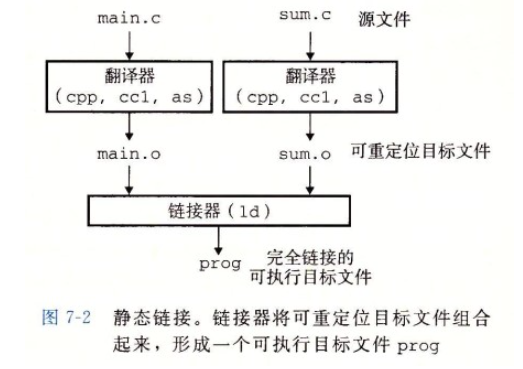 main.c sum.c 源文件
翻译器 翻译器
(cpp, cc1, as) (cpp, cc1, as)
main.o sum.o 可重定位目标文件
链接器(ld)
prog 完全链接的
可执行目标文件
图 7-2 静态链接。链接器将可重定位目标文件组合
起来,形成一个可执行目标文件 prog